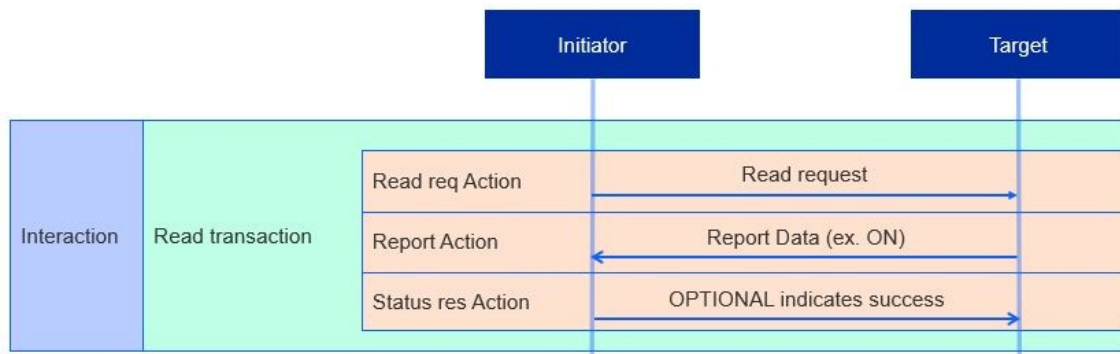 Initiator
Target
Read req Action
Read request
Interaction
Read transaction
Report Action
Report Data (ex. ON)
Status res Action
OPTIONAL indicates success